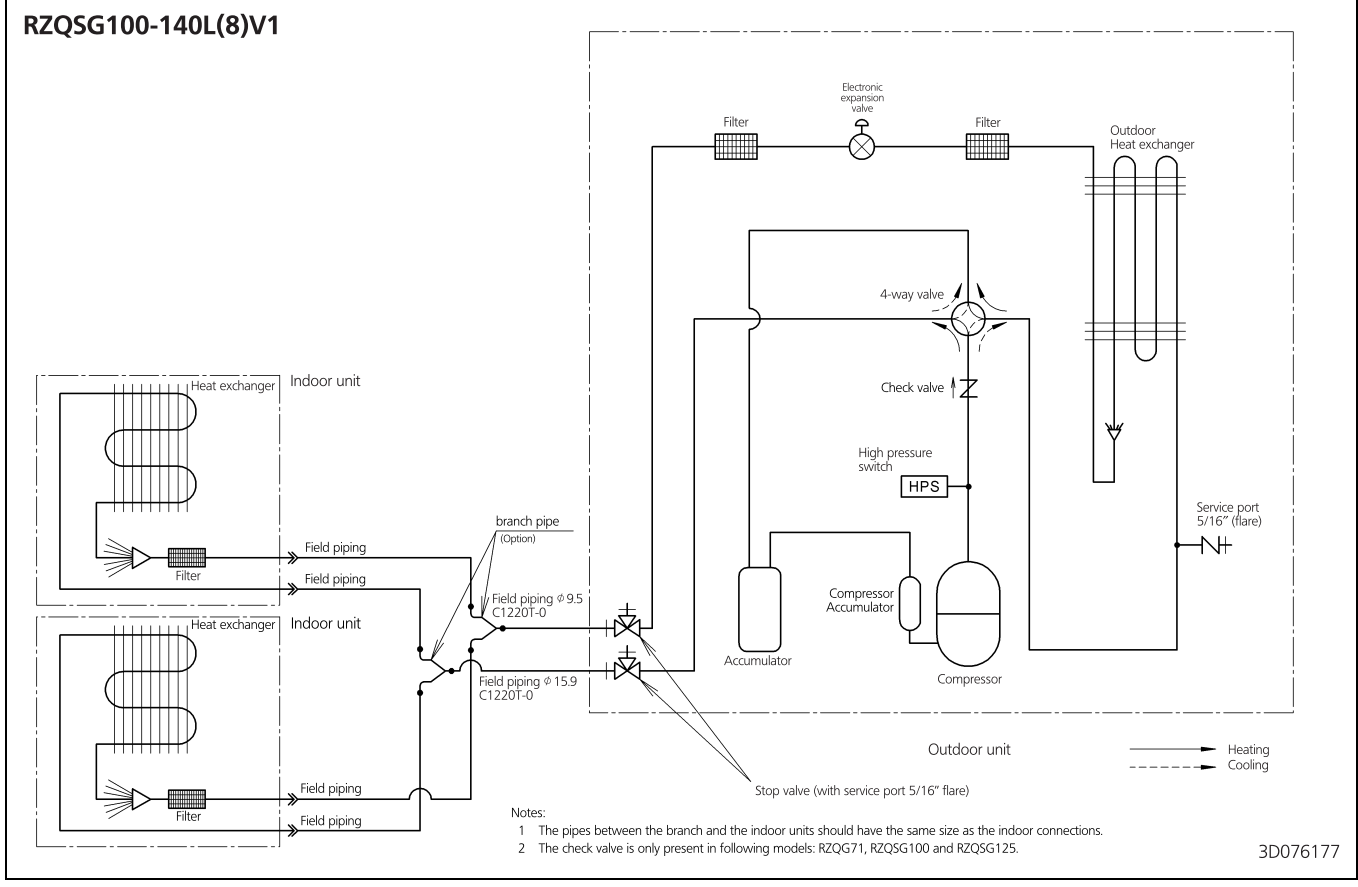 RZQSG100-140L(8)V1
Electronic
expansion
valve
Filter
Filter
Outdoor
Heat exchanger
4-way valve
Check valve
High pressure
switch
HPS
Service port
5/16″ (flare)
Heat exchanger
Indoor unit
branch pipe
(Option)
Field piping
Filter
Field piping
Field piping ϕ 9.5
C1220T-0
Compressor
Accumulator
Heat exchanger
Indoor unit
Accumulator
Compressor
Field piping ϕ 15.9
C1220T-0
Outdoor unit
Heating
Cooling
Field piping
Filter
Field piping
Stop valve (with service port 5/16″ flare)
Notes:
1 The pipes between the branch and the indoor units should have the same size as the indoor connections.
2 The check valve is only present in following models: RZQG71, RZQSG100 and RZQSG125.
3D076177